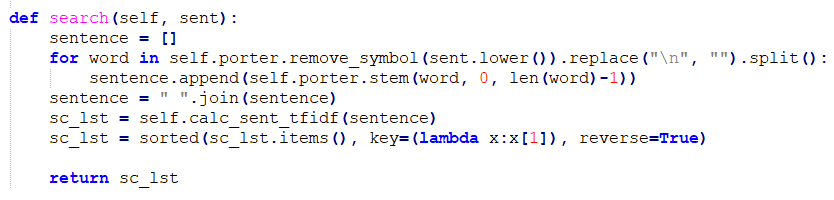 def search(self, sent):
    sentence = []
    for word in self.porter.remove_symbol(sent.lower()).replace("\n", "").split():
        sentence.append(self.porter.stem(word, 0, len(word)-1))
    sentence = " ".join(sentence)
    sc_lst = self.calc_sent_tfidf(sentence)
    sc_lst = sorted(sc_lst.items(), key=(lambda x:x[1]), reverse=True)

    return sc_lst